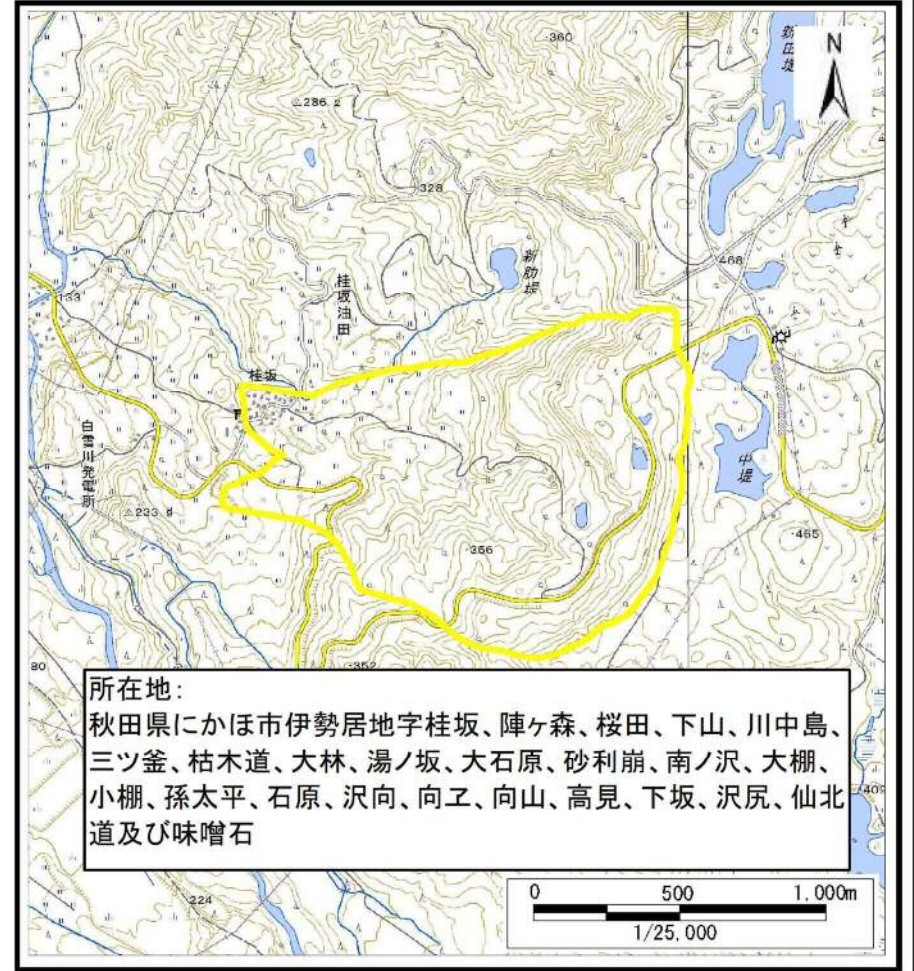 新田堤
N
-360
286.2
328
新助堤
桂坂油田
468
133
桂坂
白雪川発電所
中堤
233.8
-465
-356
80
-352
所在地：
秋田県にかほ市伊勢居地字桂坂、陣ヶ森、桜田、下山、川中島、
三ツ釜、枯木道、大林、湯ノ坂、大石原、砂利崩、南ノ沢、大棚、
小棚、孫太平、石原、沢向、向ヱ、向山、高見、下坂、沢尻、仙北
道及び味噌石
224
0 500 1,000m
1/25,000